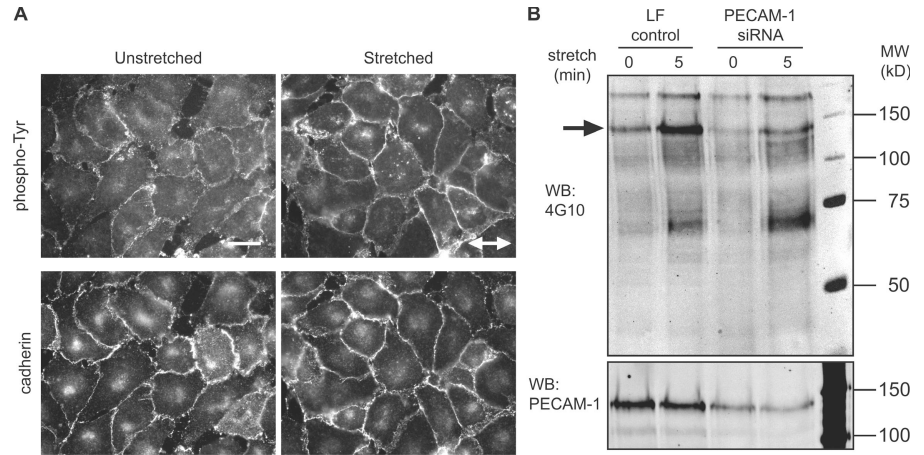 A
Unstretched
Stretched
phospho-Tyr
cadherin
B
LF
control
PECAM-1
siRNA
stretch
(min)
0 5 0 5
MW
(kD)
WB:
4G10
150
100
75
50
WB:
PECAM-1
150
100